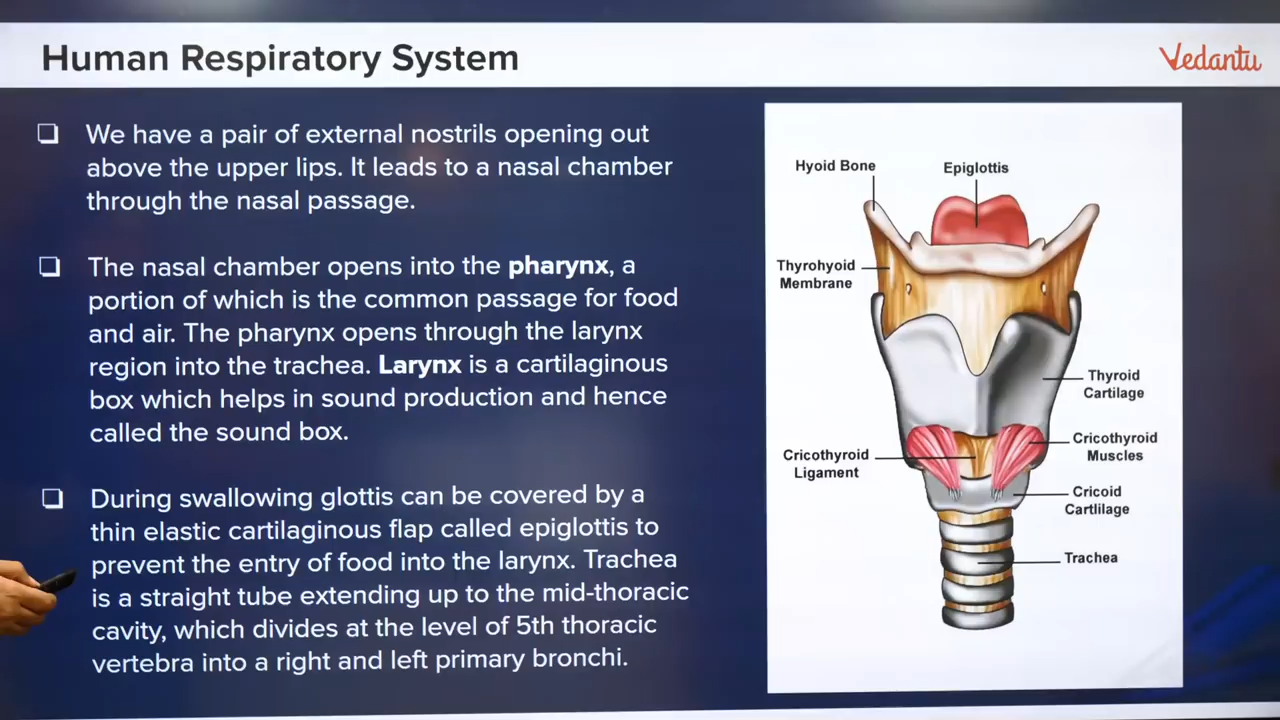 Human Respiratory System
Vedantu
❑ We have a pair of external nostrils opening out
above the upper lips. It leads to a nasal chamber
through the nasal passage.
❑ The nasal chamber opens into the pharynx, a
portion of which is the common passage for food
and air. The pharynx opens through the larynx
region into the trachea. Larynx is a cartilaginous
box which helps in sound production and hence
called the sound box.
❑ During swallowing glottis can be covered by a
thin elastic cartilaginous flap called epiglottis to
prevent the entry of food into the larynx. Trachea
is a straight tube extending up to the mid-thoracic
cavity, which divides at the level of 5th thoracic
vertebra into a right and left primary bronchi.
Hyoid Bone
Epiglottis
Thyrohyoid
Membrane
Thyroid
Cartilage
Cricothyroid
Muscles
Cricothyroid
Ligament
Cricoid
Cartlilage
Trachea